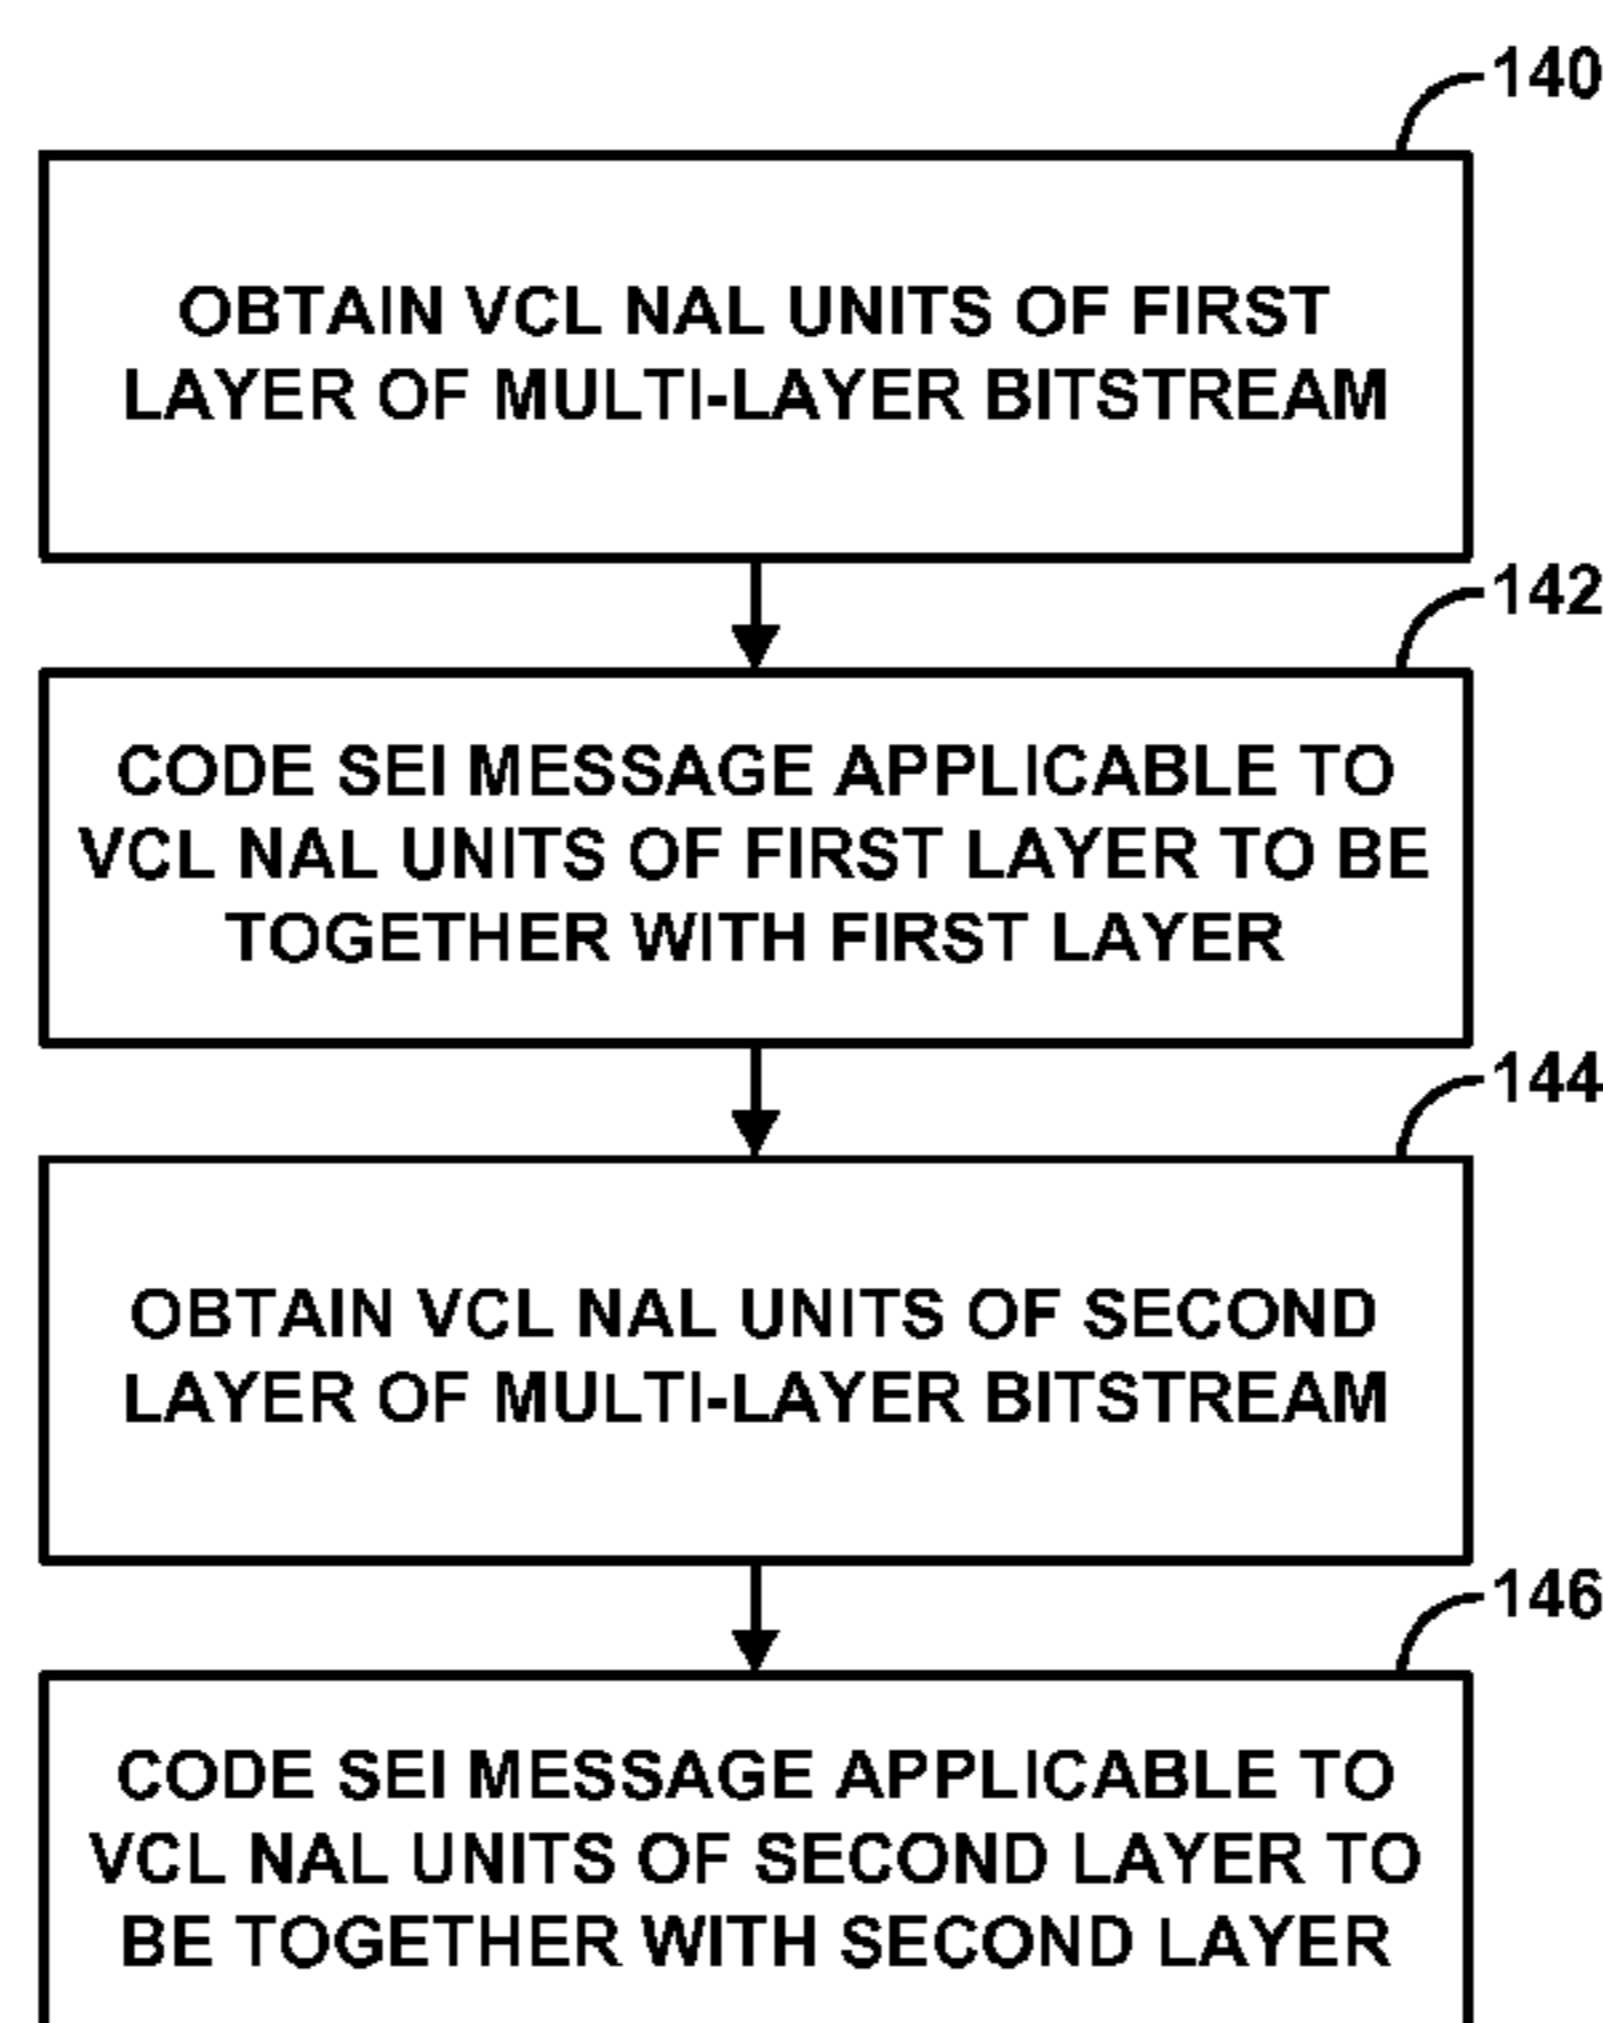 140
OBTAIN VCL NAL UNITS OF FIRST
LAYER OF MULTI-LAYER BITSTREAM
142
CODE SEI MESSAGE APPLICABLE TO
VCL NAL UNITS OF FIRST LAYER TO BE
TOGETHER WITH FIRST LAYER
144
OBTAIN VCL NAL UNITS OF SECOND
LAYER OF MULTI-LAYER BITSTREAM
146
CODE SEI MESSAGE APPLICABLE TO
VCL NAL UNITS OF SECOND LAYER TO
BE TOGETHER WITH SECOND LAYER